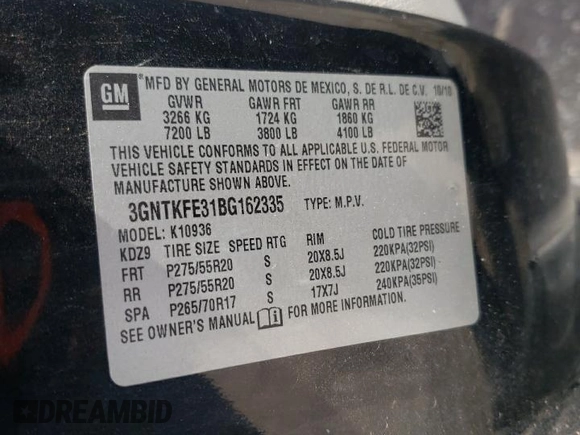 GM
MFD BY GENERAL MOTORS DE MEXICO, S. DE R.L. DE C.V. 10/10
GVWR GAWR FRT GAWR RR
3266 KG 1724 KG 1860 KG
7200 LB 3800 LB 4100 LB
THIS VEHICLE CONFORMS TO ALL APPLICABLE U.S. FEDERAL MOTOR
VEHICLE SAFETY STANDARDS IN EFFECT ON THE DATE OF
MANUFACTURE SHOWN ABOVE.
3GNTKFE31BG162335 TYPE: M.P.V.
MODEL: K10936
KDZ9 TIRE SIZE SPEED RTG RIM COLD TIRE PRESSURE
FRT P275/55R20 S 20X8.5J 220KPA(32PSI)
RR P275/55R20 S 20X8.5J 220KPA(32PSI)
SPA P265/70R17 S 17X7J 240KPA(35PSI)
SEE OWNER'S MANUAL i FOR MORE INFORMATION.
DREAMBID